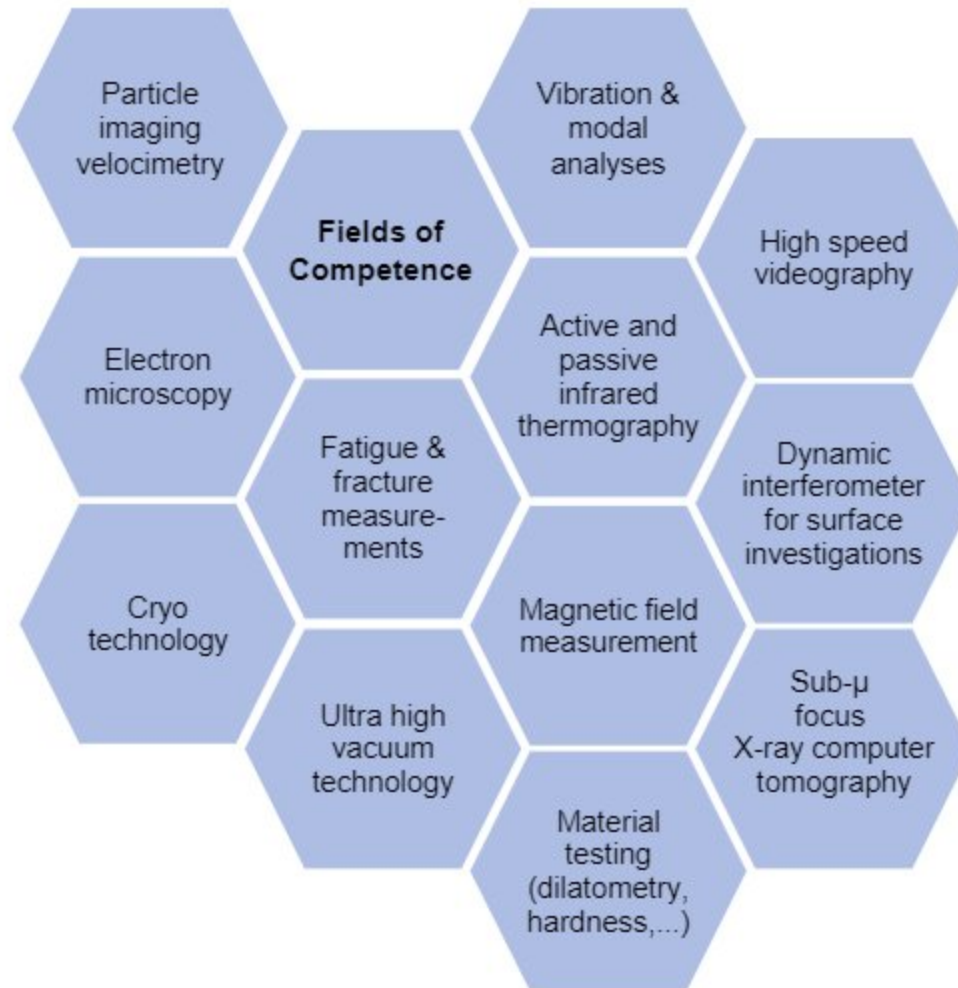 Particle
imaging
velocimetry
Vibration &
modal
analyses
Fields of
Competence
High speed
videography
Electron
microscopy
Active and
passive
infrared
thermography
Fatigue &
fracture
measure-
ments
Dynamic
interferometer
for surface
investigations
Cryo
technology
Magnetic field
measurement
Ultra high
vacuum
technology
Sub-µ
focus
X-ray computer
tomography
Material
testing
(dilatometry,
hardness,...)